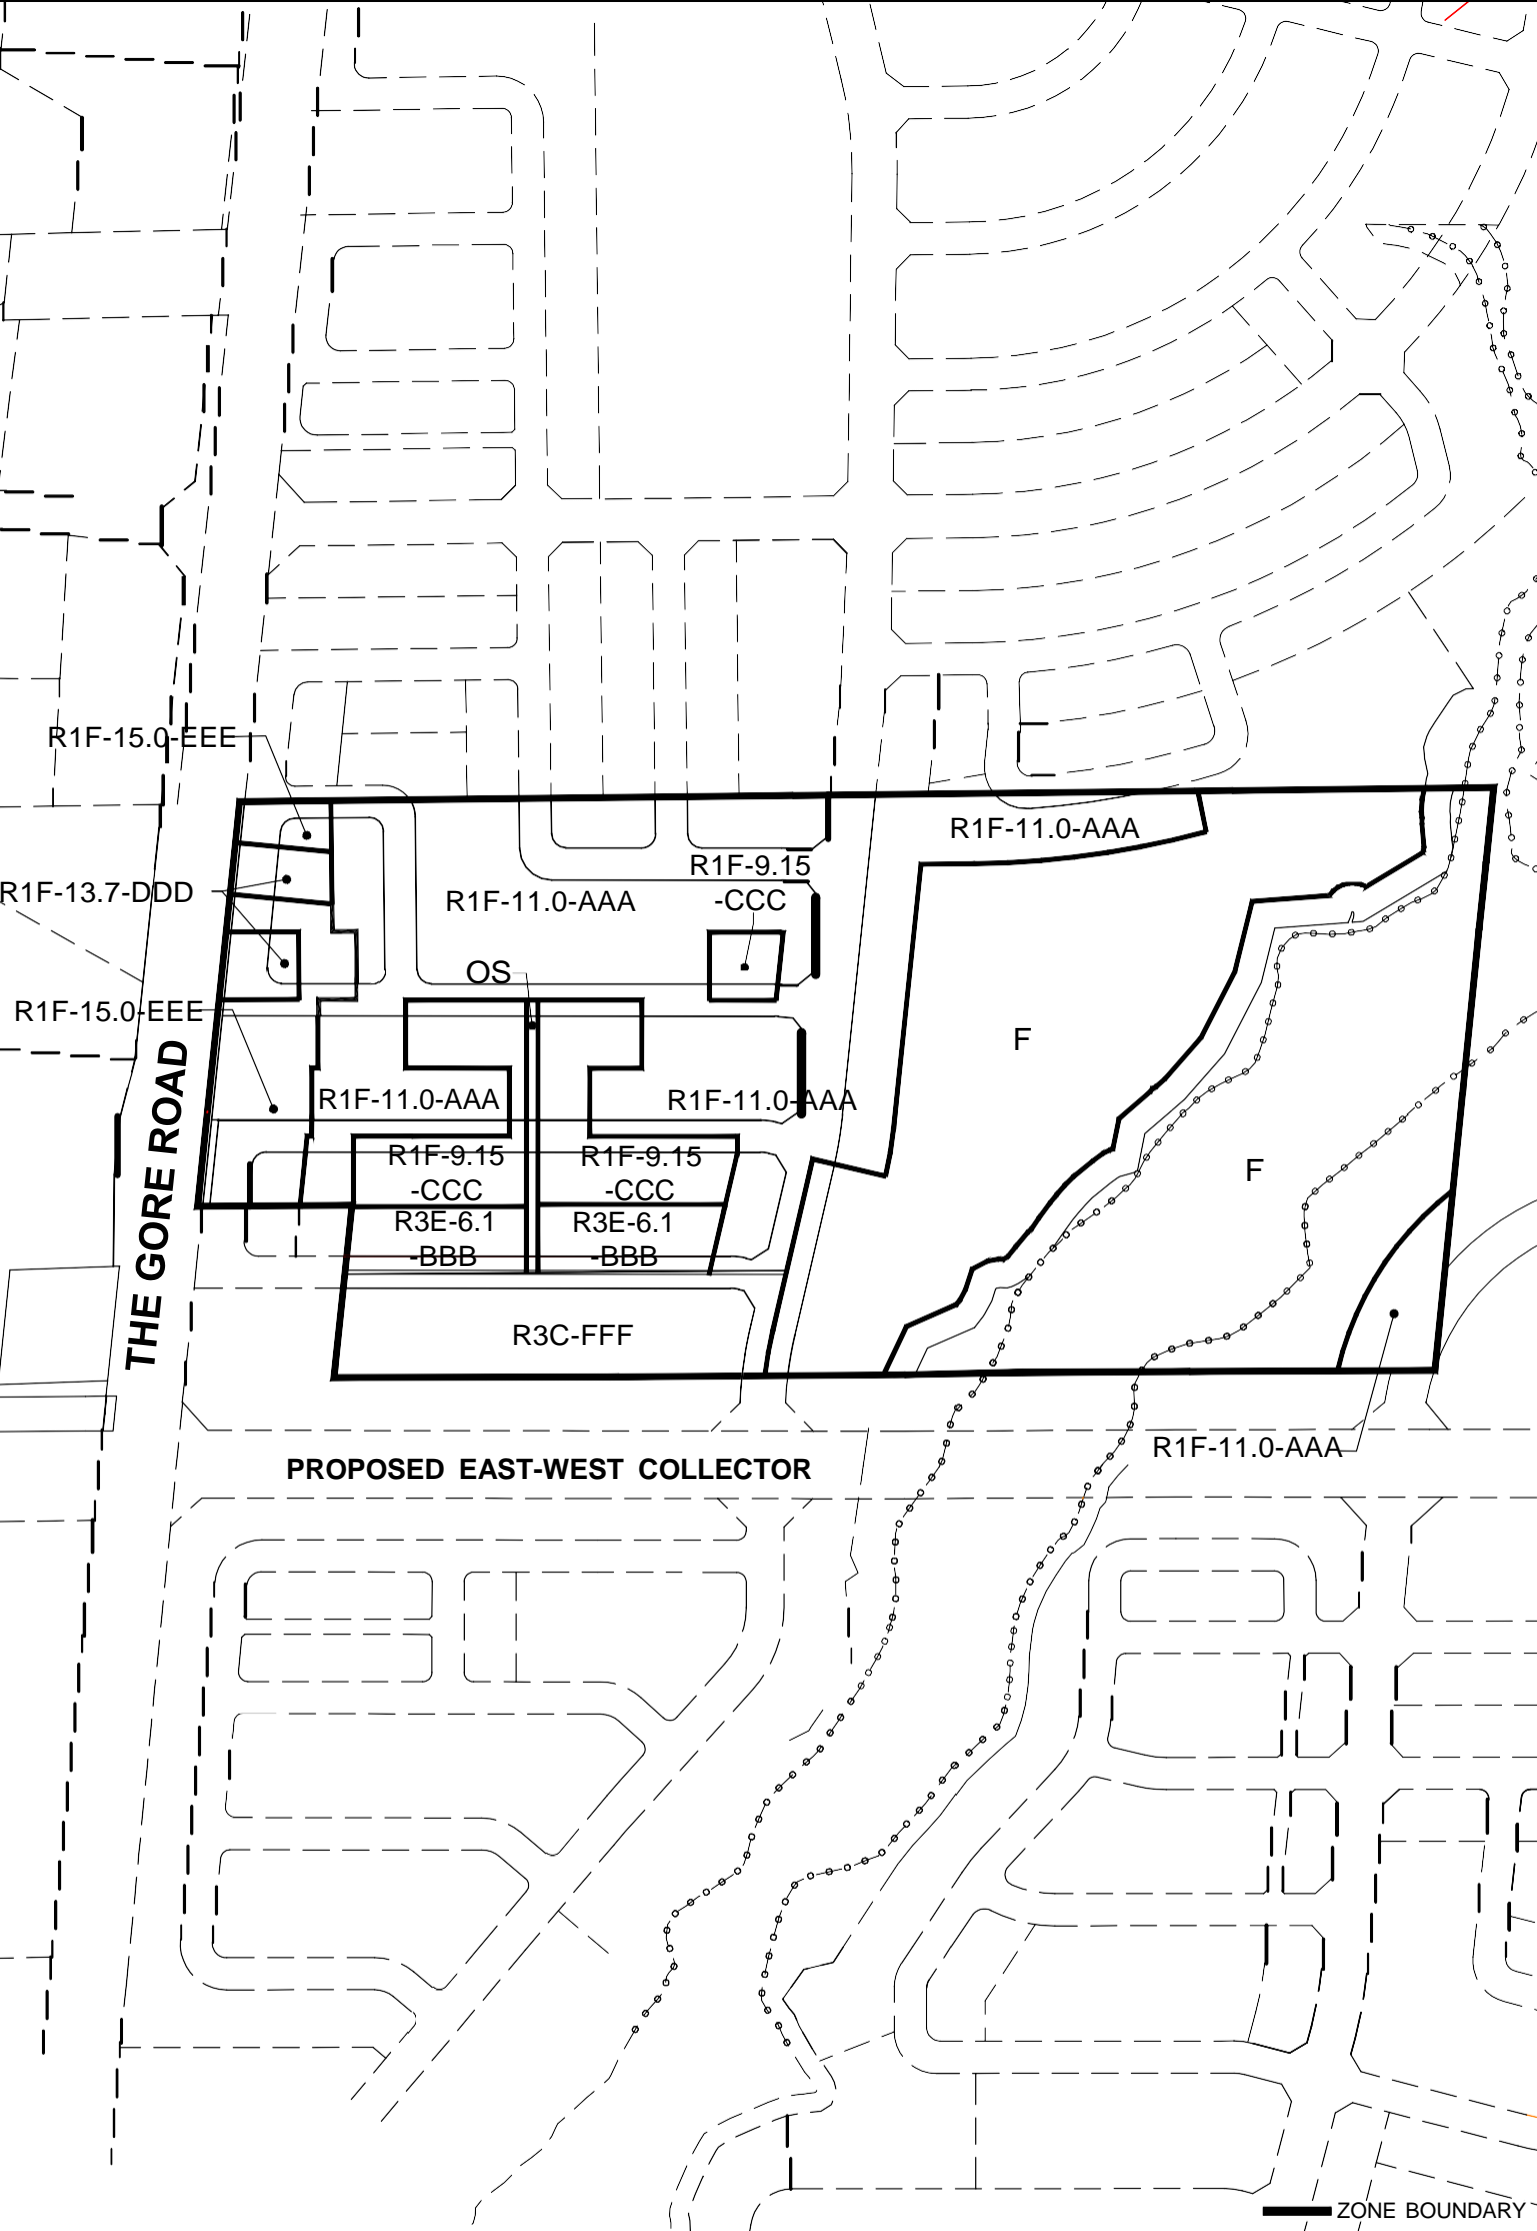 R1F-15.0-EEE
R1F-11.0-AAA
R1F-9.15
-CCC
R1F-13.7-DDD
R1F-11.0-AAA
OS
R1F-15.0-EEE
F
THE GORE ROAD
R1F-11.0-AAA
R1F-11.0-AAA
R1F-9.15
-CCC
R1F-9.15
-CCC
F
R3E-6.1
-BBB
R3E-6.1
-BBB
R3C-FFF
R1F-11.0-AAA
PROPOSED EAST-WEST COLLECTOR
ZONE BOUNDARY